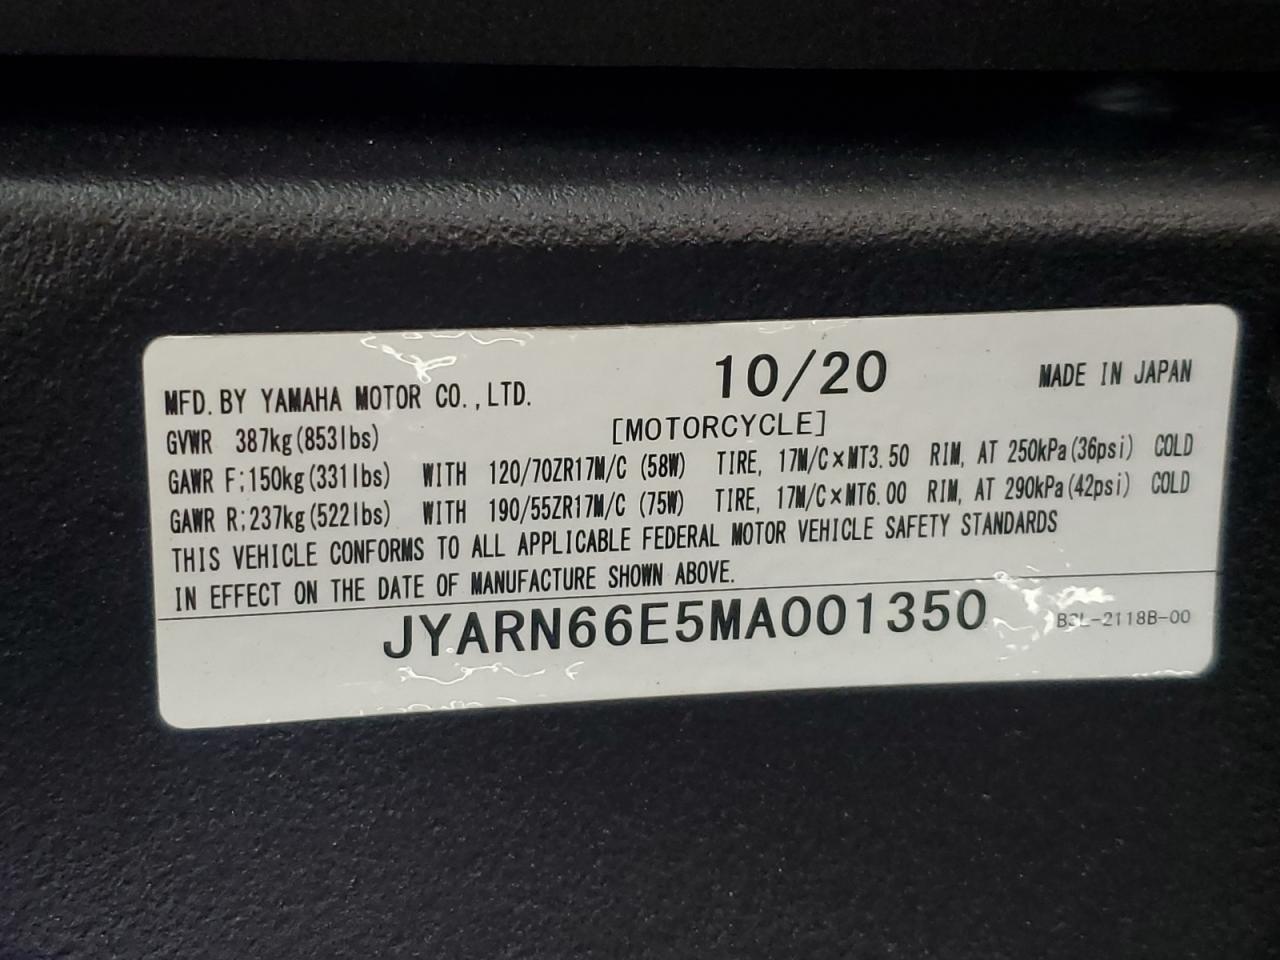 MFD. BY YAMAHA MOTOR CO., LTD. 10/20 MADE IN JAPAN
GVWR 387kg(853lbs) [MOTORCYCLE]
GAWR F:150kg(331lbs) WITH 120/70ZR17M/C (58W) TIRE, 17M/C×MT3.50 RIM, AT 250kPa(36psi) COLD
GAWR R:237kg(522lbs) WITH 190/55ZR17M/C (75W) TIRE, 17M/C×MT6.00 RIM, AT 290kPa(42psi) COLD
THIS VEHICLE CONFORMS TO ALL APPLICABLE FEDERAL MOTOR VEHICLE SAFETY STANDARDS
IN EFFECT ON THE DATE OF MANUFACTURE SHOWN ABOVE.
JYARN66E5MA001350 B3L-2118B-00